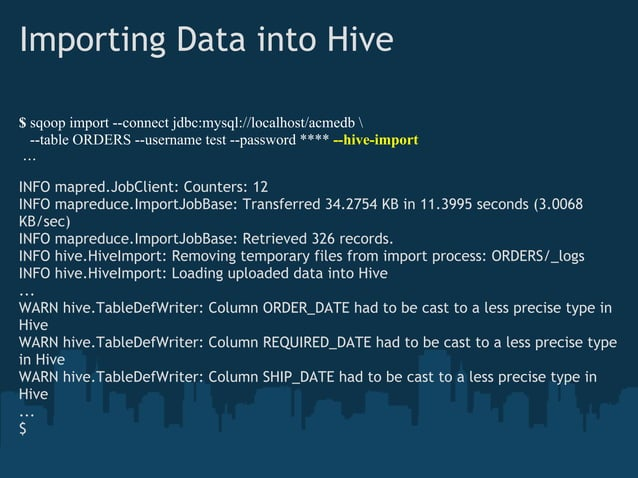 Importing Data into Hive
$ sqoop import --connect jdbc:mysql://localhost/acmedb \
--table ORDERS --username test --password **** --hive-import
...
INFO mapred.JobClient: Counters: 12
INFO mapreduce.ImportJobBase: Transferred 34.2754 KB in 11.3995 seconds (3.0068
KB/sec)
INFO mapreduce.ImportJobBase: Retrieved 326 records.
INFO hive.HiveImport: Removing temporary files from import process: ORDERS/_logs
INFO hive.HiveImport: Loading uploaded data into Hive
...
WARN hive.TableDefWriter: Column ORDER_DATE had to be cast to a less precise type in
Hive
WARN hive.TableDefWriter: Column REQUIRED_DATE had to be cast to a less precise type
in Hive
WARN hive.TableDefWriter: Column SHIP_DATE had to be cast to a less precise type in
Hive
...
$